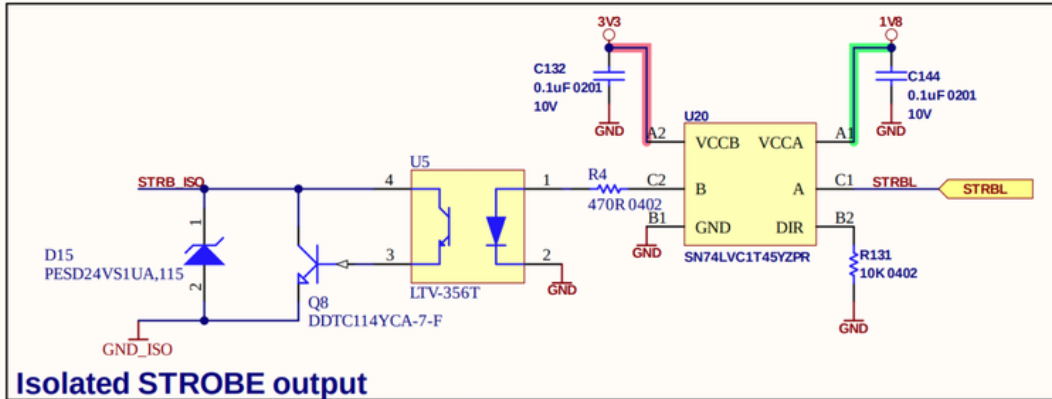 3V3
1V8
C132
0.1uF 0201
10V
GND
C144
0.1uF 0201
10V
GND
U20
A2
VCCB
VCCA
A1
U5
STRB_ISO
4
1
R4
470R 0402
C2
B
A
C1
STRBL
STRBL
B1
GND
DIR
B2
GND
SN74LVC1T45YZPR
1
D15
PESD24VS1UA,115
2
3
2
GND
LTV-356T
Q8
DDTC114YCA-7-F
R131
10K 0402
GND
GND_ISO
Isolated STROBE output